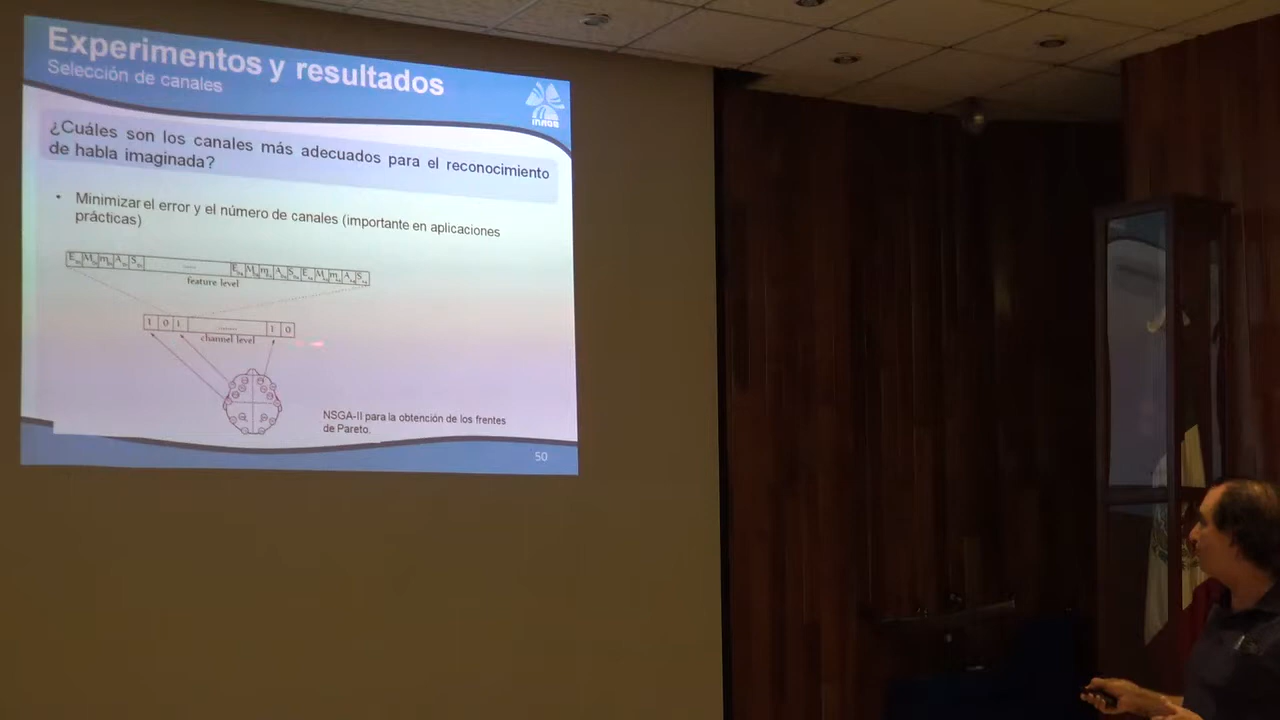 Experimentos y resultados
Selección de canales
INAOE
¿Cuáles son los canales más adecuados para el reconocimiento
de habla imaginada?
• Minimizar el error y el número de canales (importante en aplicaciones
prácticas)
feature level
1 0 1 ........ 1 0
channel level
NSGA-II para la obtención de los frentes
de Pareto.
50